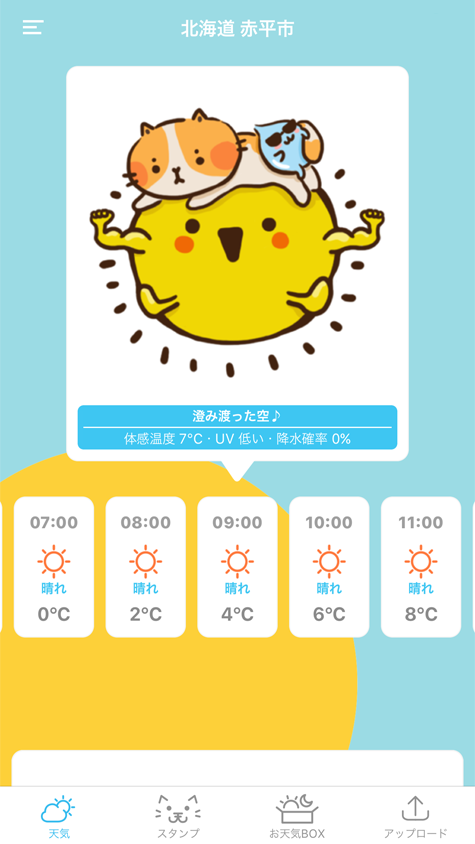 北海道 赤平市
澄み渡った空♪
体感温度 7°C・UV 低い・降水確率 0%
07:00 08:00 09:00 10:00 11:00
晴れ 晴れ 晴れ 晴れ 晴れ
0°C 2°C 4°C 6°C 8°C
天気 スタンプ お天気BOX アップロード